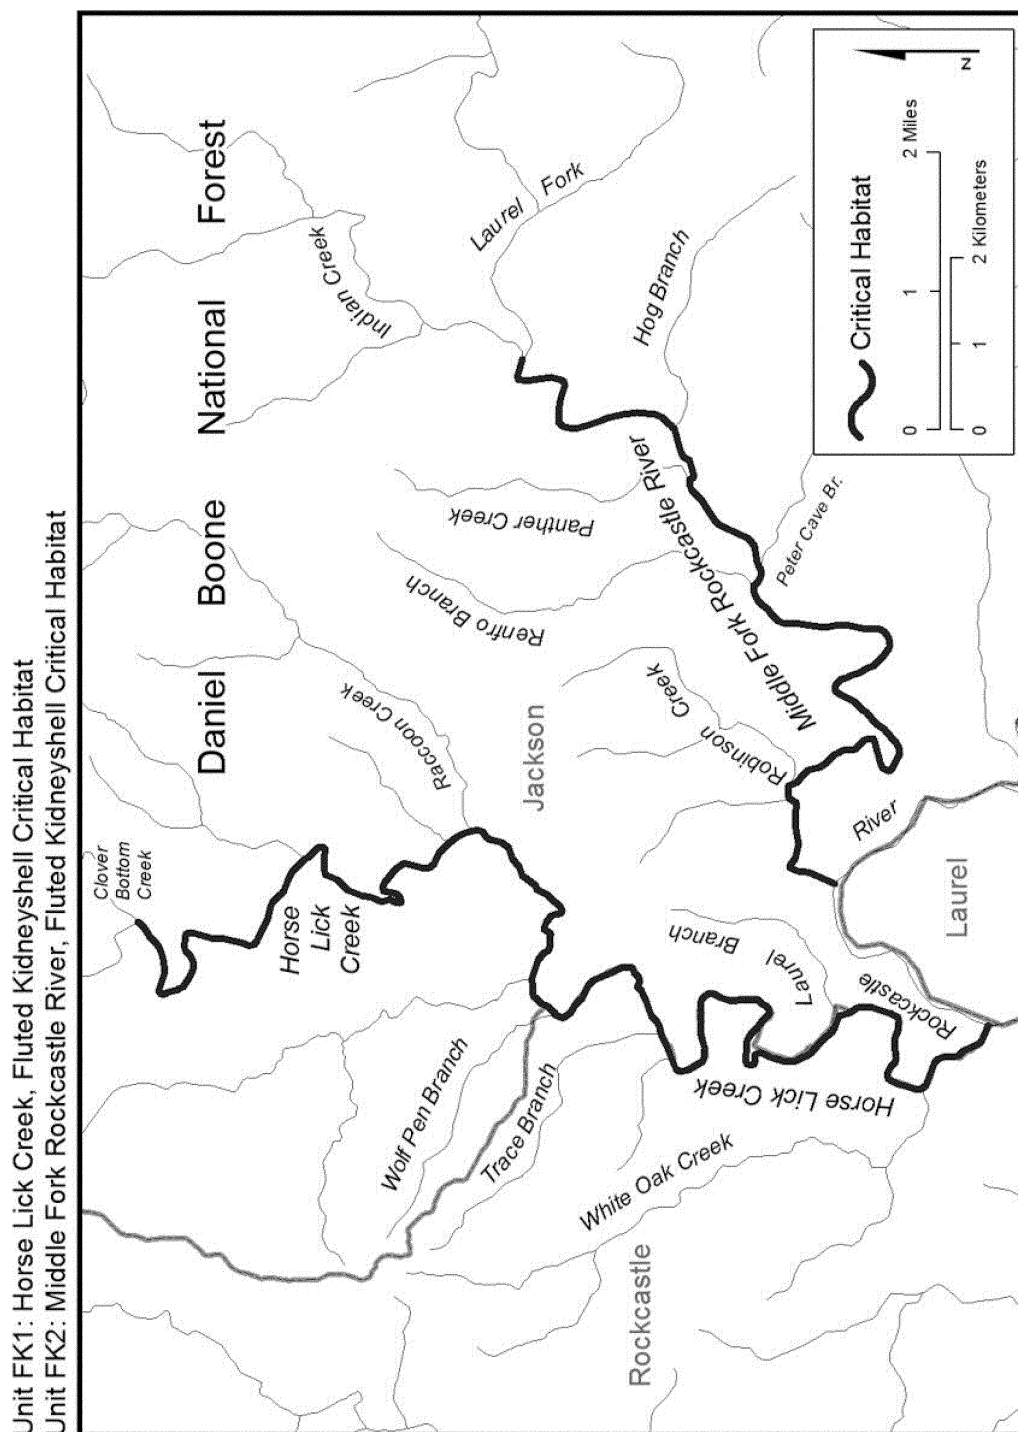 Unit FK1: Horse Lick Creek, Fluted Kidneyshell Critical Habitat
Unit FK2: Middle Fork Rockcastle River, Fluted Kidneyshell Critical Habitat
Clover
Bottom
Creek
Daniel Boone National Forest
Horse
Lick
Creek
Raccoon Creek
Indian Creek
Wolf Pen Branch
Trace Branch
Renfro Branch
Panther Creek
Laurel Fork
Jackson
White Oak Creek
Rockcastle
Horse Lick Creek
Laurel Branch
Robinson Creek
Middle Fork Rockcastle River
Hog Branch
Peter Cave Br.
Rockcastle River
Laurel
Critical Habitat
0 1 2 Miles
0 1 2 Kilometers
N